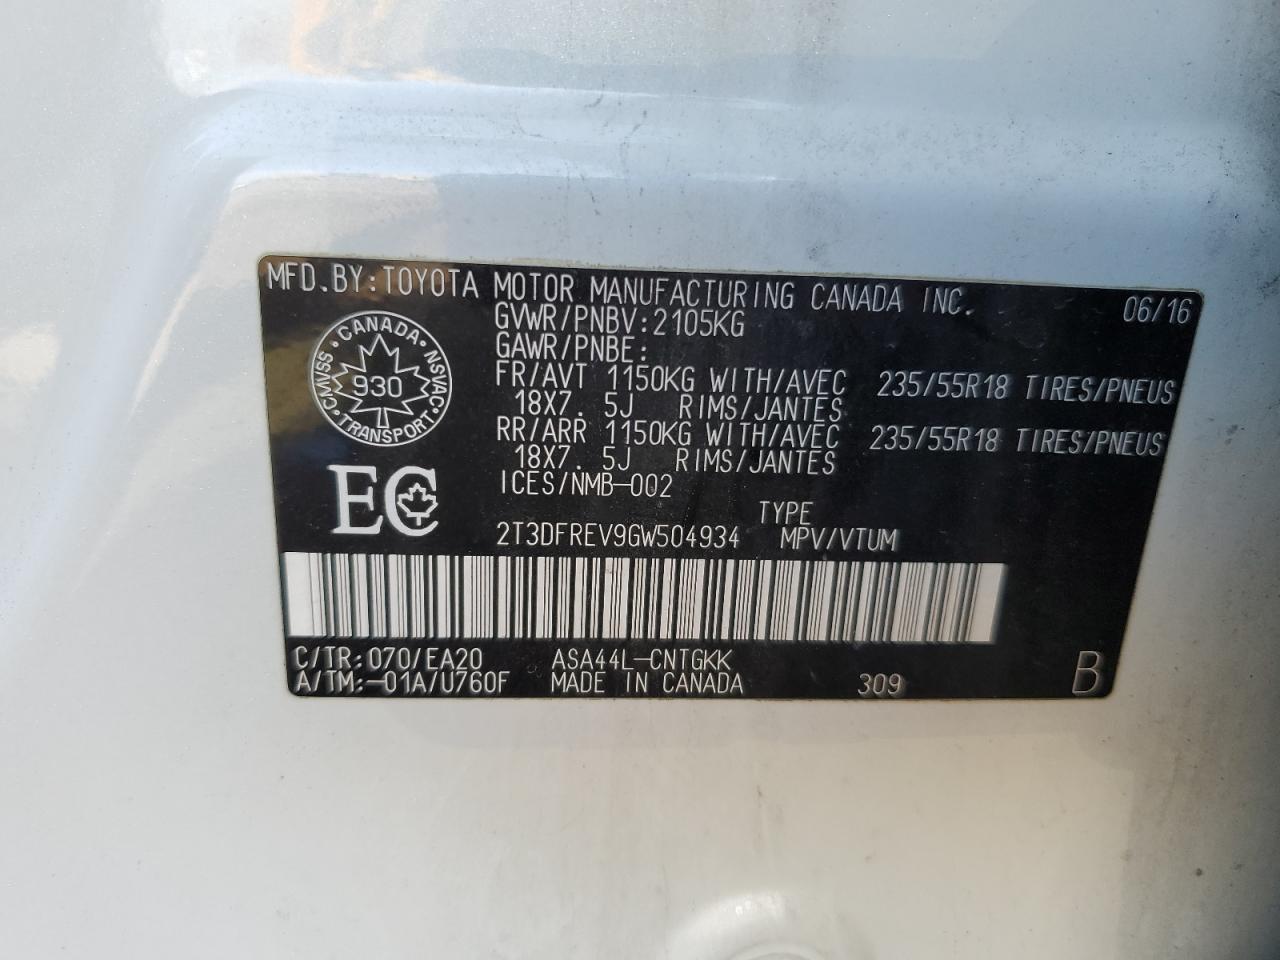 MFD.BY:TOYOTA MOTOR MANUFACTURING CANADA INC. 06/16
GVWR/PNBV:2105KG
GAWR/PNBE:
FR/AVT 1150KG WITH/AVEC 235/55R18 TIRES/PNEUS
18X7. 5J RIMS/JANTES
RR/ARR 1150KG WITH/AVEC 235/55R18 TIRES/PNEUS
18X7. 5J RIMS/JANTES
ICES/NMB-002
CANADA
CMVSS NSVAC
930
TRANSPORT
EC
TYPE
2T3DFREV9GW504934 MPV/VTUM
C/TR:070/EA20 ASA44L-CNTGKK
A/TM:-01A/U760F MADE IN CANADA 309 B